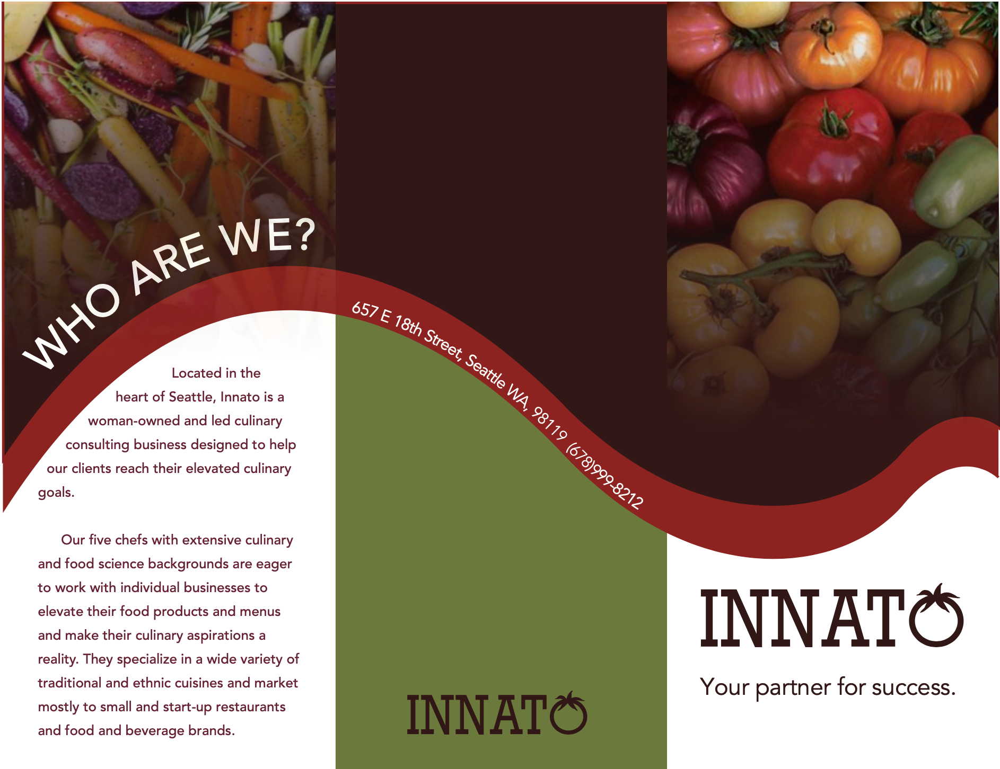 WHO ARE WE?
Located in the
heart of Seattle, Innato is a
woman-owned and led culinary
consulting business designed to help
our clients reach their elevated culinary
goals.
Our five chefs with extensive culinary
and food science backgrounds are eager
to work with individual businesses to
elevate their food products and menus
and make their culinary aspirations a
reality. They specialize in a wide variety of
traditional and ethnic cuisines and market
mostly to small and start-up restaurants
and food and beverage brands.
657 E 18th Street, Seattle WA, 98119 (678)999-8212
INNATO
INNATO
Your partner for success.